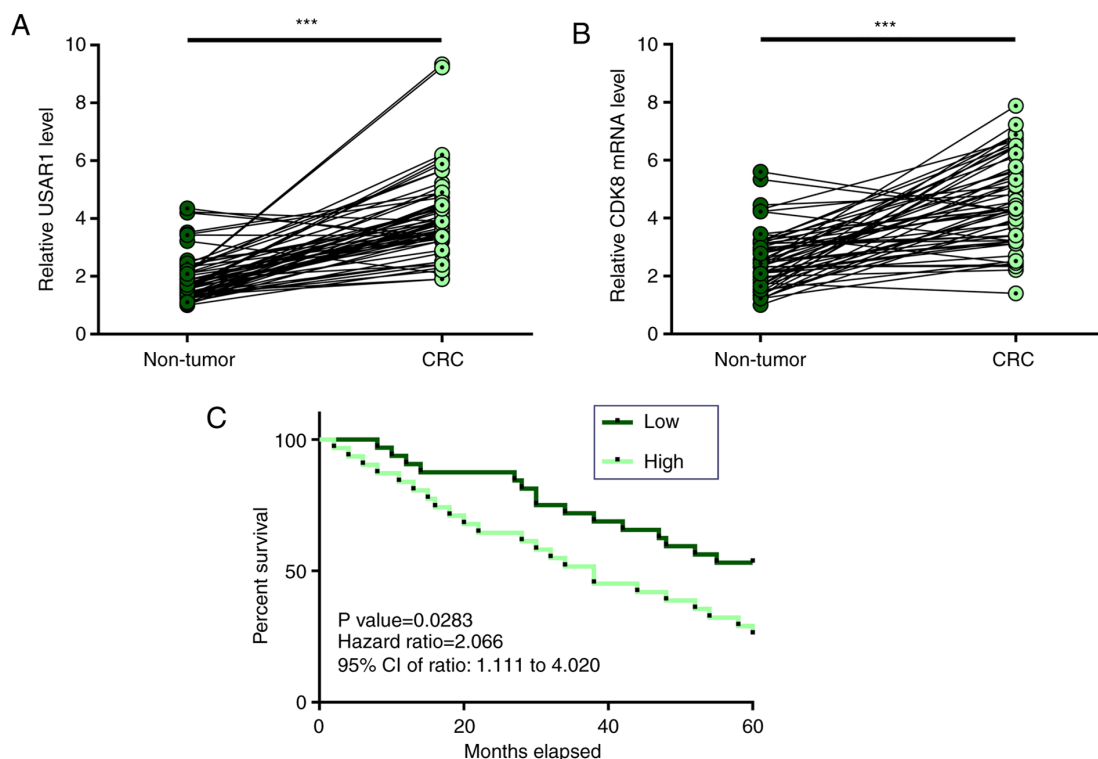 A
***
10
8
6
4
2
0
Relative USAR1 level
Non-tumor
CRC
B
***
10
8
6
4
2
0
Relative CDK8 mRNA level
Non-tumor
CRC
C
Low
High
100
50
0
Percent survival
P value=0.0283
Hazard ratio=2.066
95% CI of ratio: 1.111 to 4.020
0
20
40
60
Months elapsed